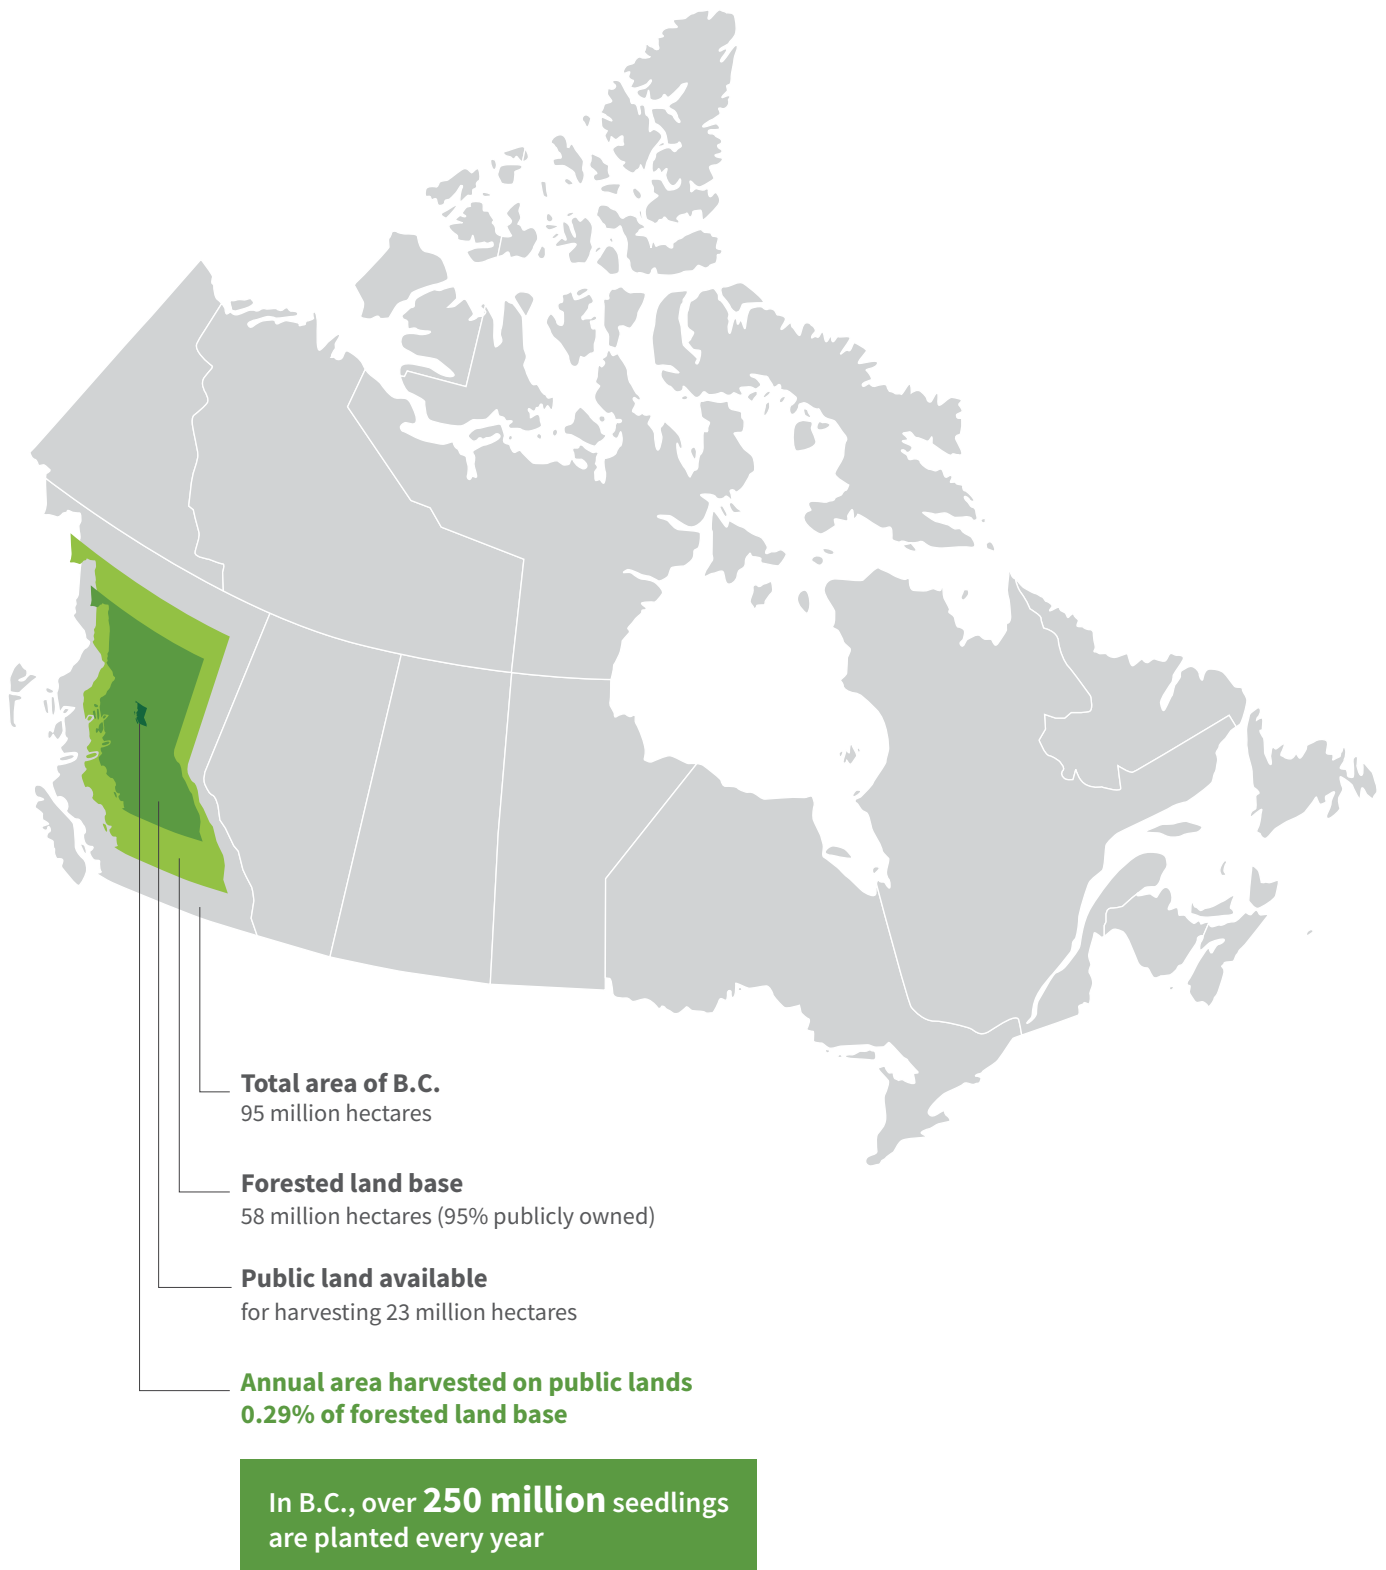 Total area of B.C.
95 million hectares
Forested land base
58 million hectares (95% publicly owned)
Public land available
for harvesting 23 million hectares
Annual area harvested on public lands
0.29% of forested land base
In B.C., over 250 million seedlings
are planted every year